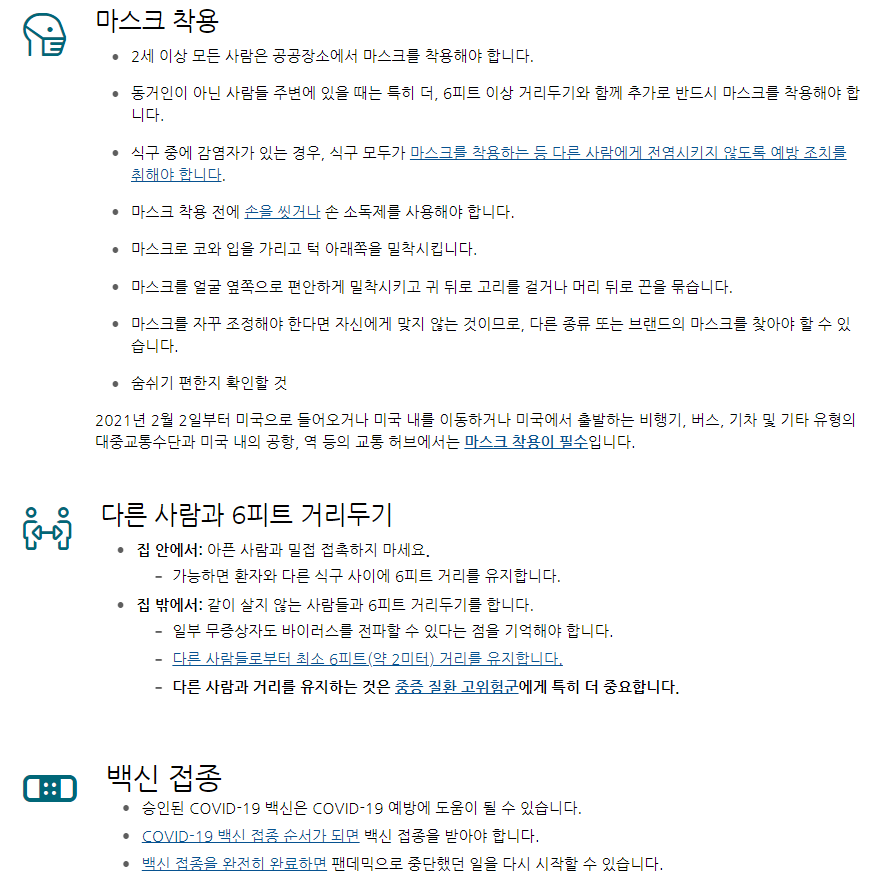 마스크 착용
2세 이상 모든 사람은 공공장소에서 마스크를 착용해야 합니다.
동거인이 아닌 사람들 주변에 있을 때는 특히 더, 6피트 이상 거리두기와 함께 추가로 반드시 마스크를 착용해야 합
니다.
식구 중에 감염자가 있는 경우, 식구 모두가 마스크를 착용하는 등 다른 사람에게 전염시키지 않도록 예방 조치를
취해야 합니다.
마스크 착용 전에 손을 씻거나 손 소독제를 사용해야 합니다.
마스크로 코와 입을 가리고 턱 아래쪽을 밀착시킵니다.
마스크를 얼굴 옆쪽으로 편안하게 밀착시키고 귀 뒤로 고리를 걸거나 머리 뒤로 끈을 묶습니다.
마스크를 자꾸 조정해야 한다면 자신에게 맞지 않는 것이므로, 다른 종류 또는 브랜드의 마스크를 찾아야 할 수 있
습니다.
숨쉬기 편한지 확인할 것
2021년 2월 2일부터 미국으로 들어오거나 미국 내를 이동하거나 미국에서 출발하는 비행기, 버스, 기차 및 기타 유형의
대중교통수단과 미국 내의 공항, 역 등의 교통 허브에서는 마스크 착용이 필수입니다.
다른 사람과 6피트 거리두기
집 안에서: 아픈 사람과 밀접 접촉하지 마세요.
– 가능하면 환자와 다른 식구 사이에 6피트 거리를 유지합니다.
집 밖에서: 같이 살지 않는 사람들과 6피트 거리두기를 합니다.
– 일부 무증상자도 바이러스를 전파할 수 있다는 점을 기억해야 합니다.
– 다른 사람들로부터 최소 6피트(약 2미터) 거리를 유지합니다.
– 다른 사람과 거리를 유지하는 것은 중증 질환 고위험군에게 특히 더 중요합니다.
백신 접종
승인된 COVID-19 백신은 COVID-19 예방에 도움이 될 수 있습니다.
COVID-19 백신 접종 순서가 되면 백신 접종을 받아야 합니다.
백신 접종을 완전히 완료하면 팬데믹으로 중단했던 일을 다시 시작할 수 있습니다.